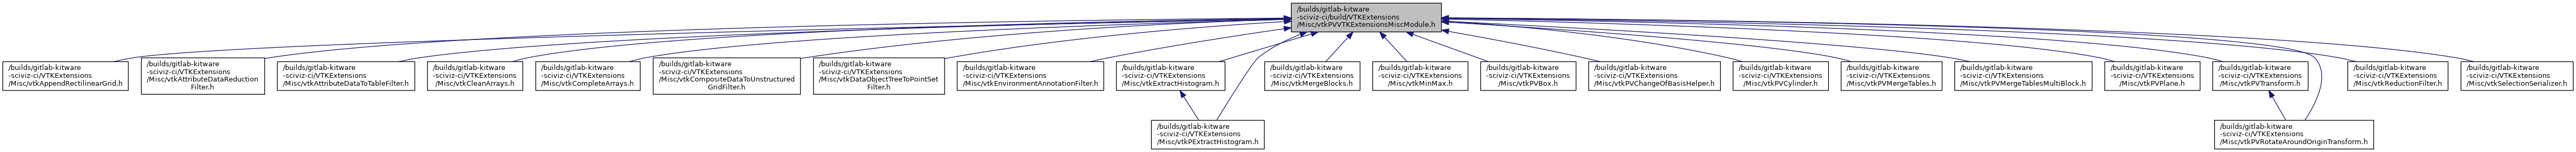 /builds/gitlab-kitware
-sciviz-ci/build/VTKExtensions
/Misc/vtkPVVTKExtensionsMiscModule.h
/builds/gitlab-kitware
-sciviz-ci/VTKExtensions
/Misc/vtkAppendRectilinearGrid.h
/builds/gitlab-kitware
-sciviz-ci/VTKExtensions
/Misc/vtkAttributeDataReduction
Filter.h
/builds/gitlab-kitware
-sciviz-ci/VTKExtensions
/Misc/vtkAttributeDataToTableFilter.h
/builds/gitlab-kitware
-sciviz-ci/VTKExtensions
/Misc/vtkCleanArrays.h
/builds/gitlab-kitware
-sciviz-ci/VTKExtensions
/Misc/vtkCompleteArrays.h
/builds/gitlab-kitware
-sciviz-ci/VTKExtensions
/Misc/vtkCompositeDataToUnstructured
GridFilter.h
/builds/gitlab-kitware
-sciviz-ci/VTKExtensions
/Misc/vtkDataObjectTreeToPointSet
Filter.h
/builds/gitlab-kitware
-sciviz-ci/VTKExtensions
/Misc/vtkEnvironmentAnnotationFilter.h
/builds/gitlab-kitware
-sciviz-ci/VTKExtensions
/Misc/vtkExtractHistogram.h
/builds/gitlab-kitware
-sciviz-ci/VTKExtensions
/Misc/vtkMergeBlocks.h
/builds/gitlab-kitware
-sciviz-ci/VTKExtensions
/Misc/vtkMinMax.h
/builds/gitlab-kitware
-sciviz-ci/VTKExtensions
/Misc/vtkPVBox.h
/builds/gitlab-kitware
-sciviz-ci/VTKExtensions
/Misc/vtkPVChangeOfBasisHelper.h
/builds/gitlab-kitware
-sciviz-ci/VTKExtensions
/Misc/vtkPVCylinder.h
/builds/gitlab-kitware
-sciviz-ci/VTKExtensions
/Misc/vtkPVMergeTables.h
/builds/gitlab-kitware
-sciviz-ci/VTKExtensions
/Misc/vtkPVMergeTablesMultiBlock.h
/builds/gitlab-kitware
-sciviz-ci/VTKExtensions
/Misc/vtkPVPlane.h
/builds/gitlab-kitware
-sciviz-ci/VTKExtensions
/Misc/vtkPVTransform.h
/builds/gitlab-kitware
-sciviz-ci/VTKExtensions
/Misc/vtkReductionFilter.h
/builds/gitlab-kitware
-sciviz-ci/VTKExtensions
/Misc/vtkSelectionSerializer.h
/builds/gitlab-kitware
-sciviz-ci/VTKExtensions
/Misc/vtkPExtractHistogram.h
/builds/gitlab-kitware
-sciviz-ci/VTKExtensions
/Misc/vtkPVRotateAroundOriginTransform.h